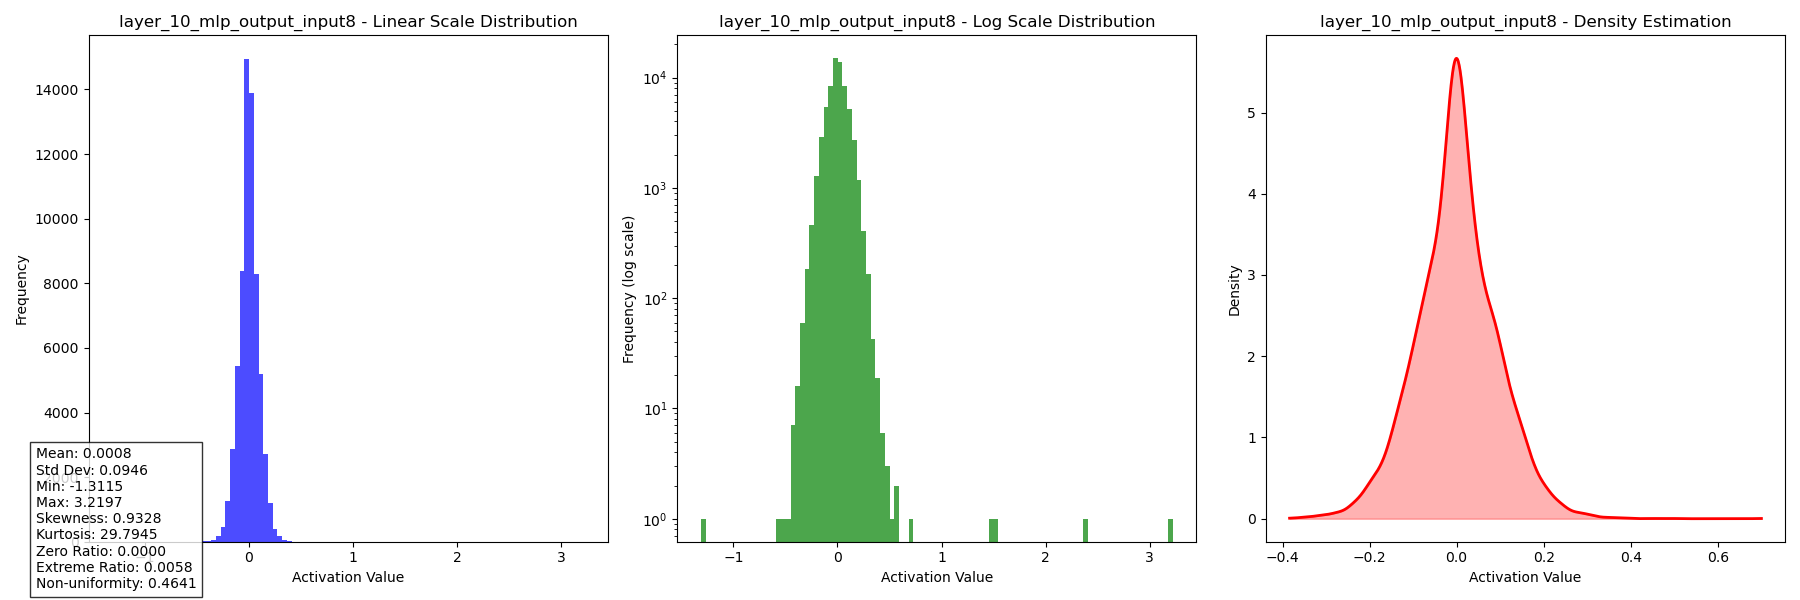 layer_10_mlp_output_input8 - Linear Scale Distribution
Frequency
14000
12000
10000
8000
6000
4000
2000
0
0
1
2
3
Activation Value
Mean: 0.0008
Std Dev: 0.0946
Min: -1.3115
Max: 3.2197
Skewness: 0.9328
Kurtosis: 29.7945
Zero Ratio: 0.0000
Extreme Ratio: 0.0058
Non-uniformity: 0.4641
layer_10_mlp_output_input8 - Log Scale Distribution
Frequency (log scale)
10⁴
10³
10²
10¹
10⁰
−1
0
1
2
3
Activation Value
layer_10_mlp_output_input8 - Density Estimation
Density
5
4
3
2
1
0
−0.4
−0.2
0.0
0.2
0.4
0.6
Activation Value